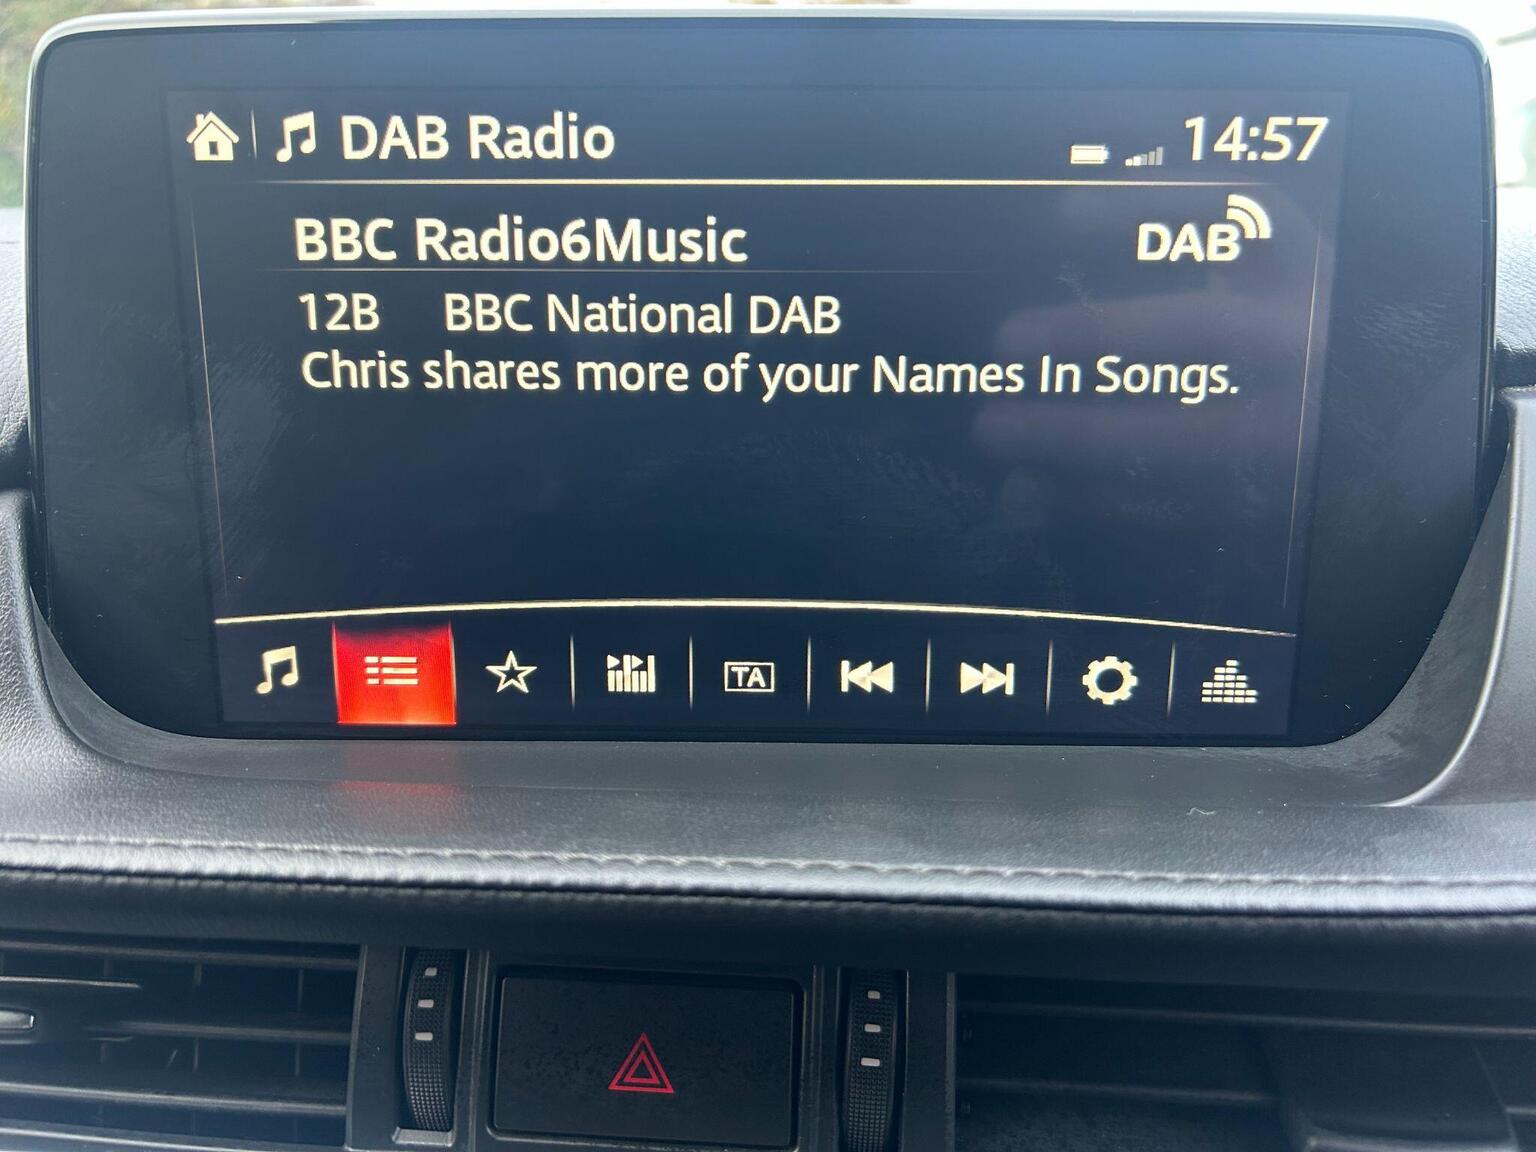 DAB Radio 14:57
BBC Radio6Music DAB
12B BBC National DAB
Chris shares more of your Names In Songs.
TA